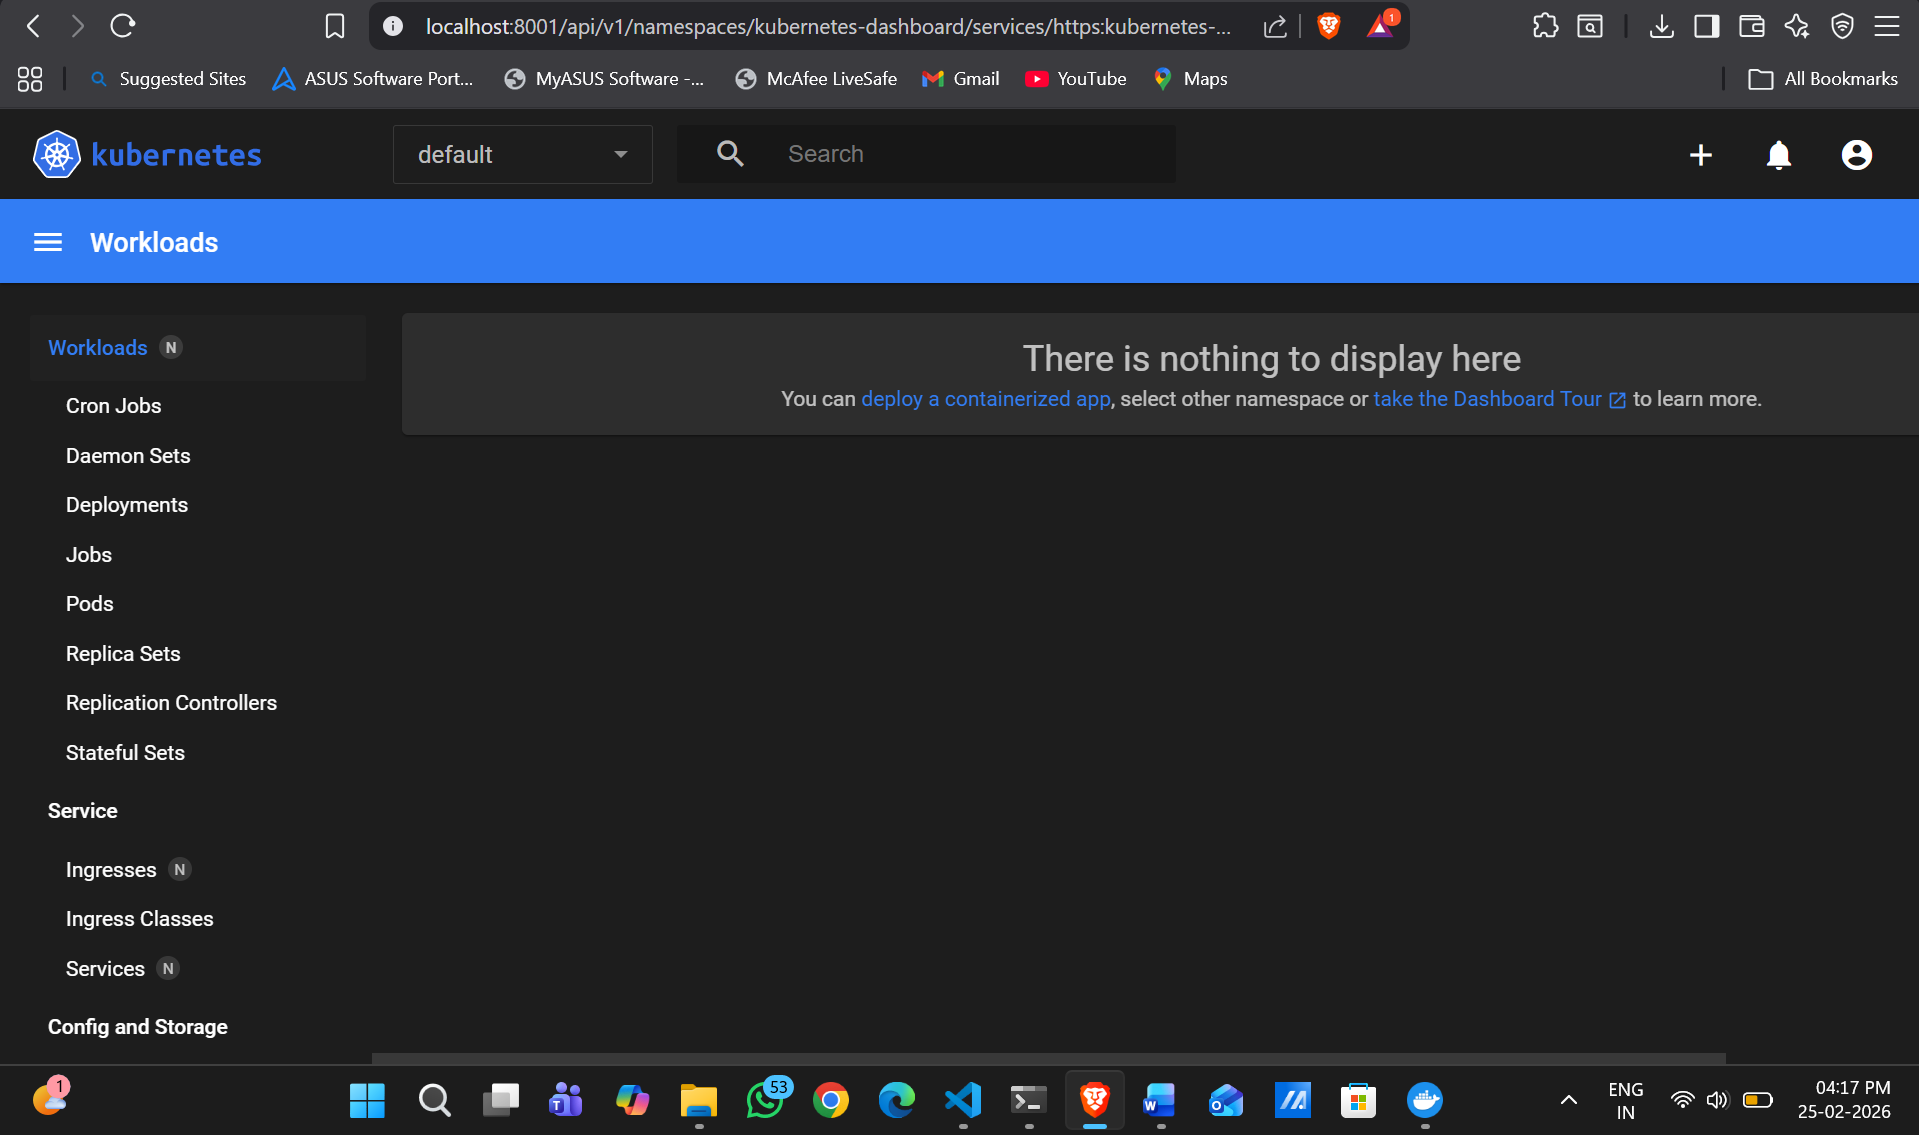 localhost:8001/api/v1/namespaces/kubernetes-dashboard/services/https:kubernetes-...
1
Suggested Sites
ASUS Software Port...
MyASUS Software -...
McAfee LiveSafe
Gmail
YouTube
Maps
All Bookmarks
kubernetes
default
Search
Workloads
Workloads N
There is nothing to display here
You can deploy a containerized app, select other namespace or take the Dashboard Tour to learn more.
Cron Jobs
Daemon Sets
Deployments
Jobs
Pods
Replica Sets
Replication Controllers
Stateful Sets
Service
Ingresses N
Ingress Classes
Services N
Config and Storage
1
T
53
W
O
ENG
IN
04:17 PM
25-02-2026